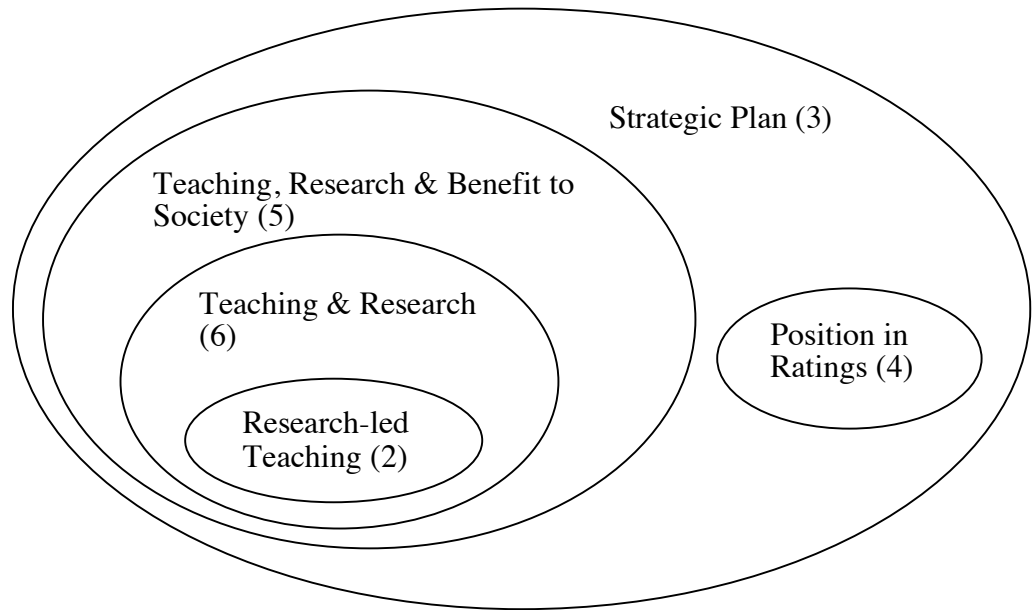 Strategic Plan (3)
Teaching, Research & Benefit to
Society (5)
Teaching & Research
(6)
Position in
Ratings (4)
Research-led
Teaching (2)